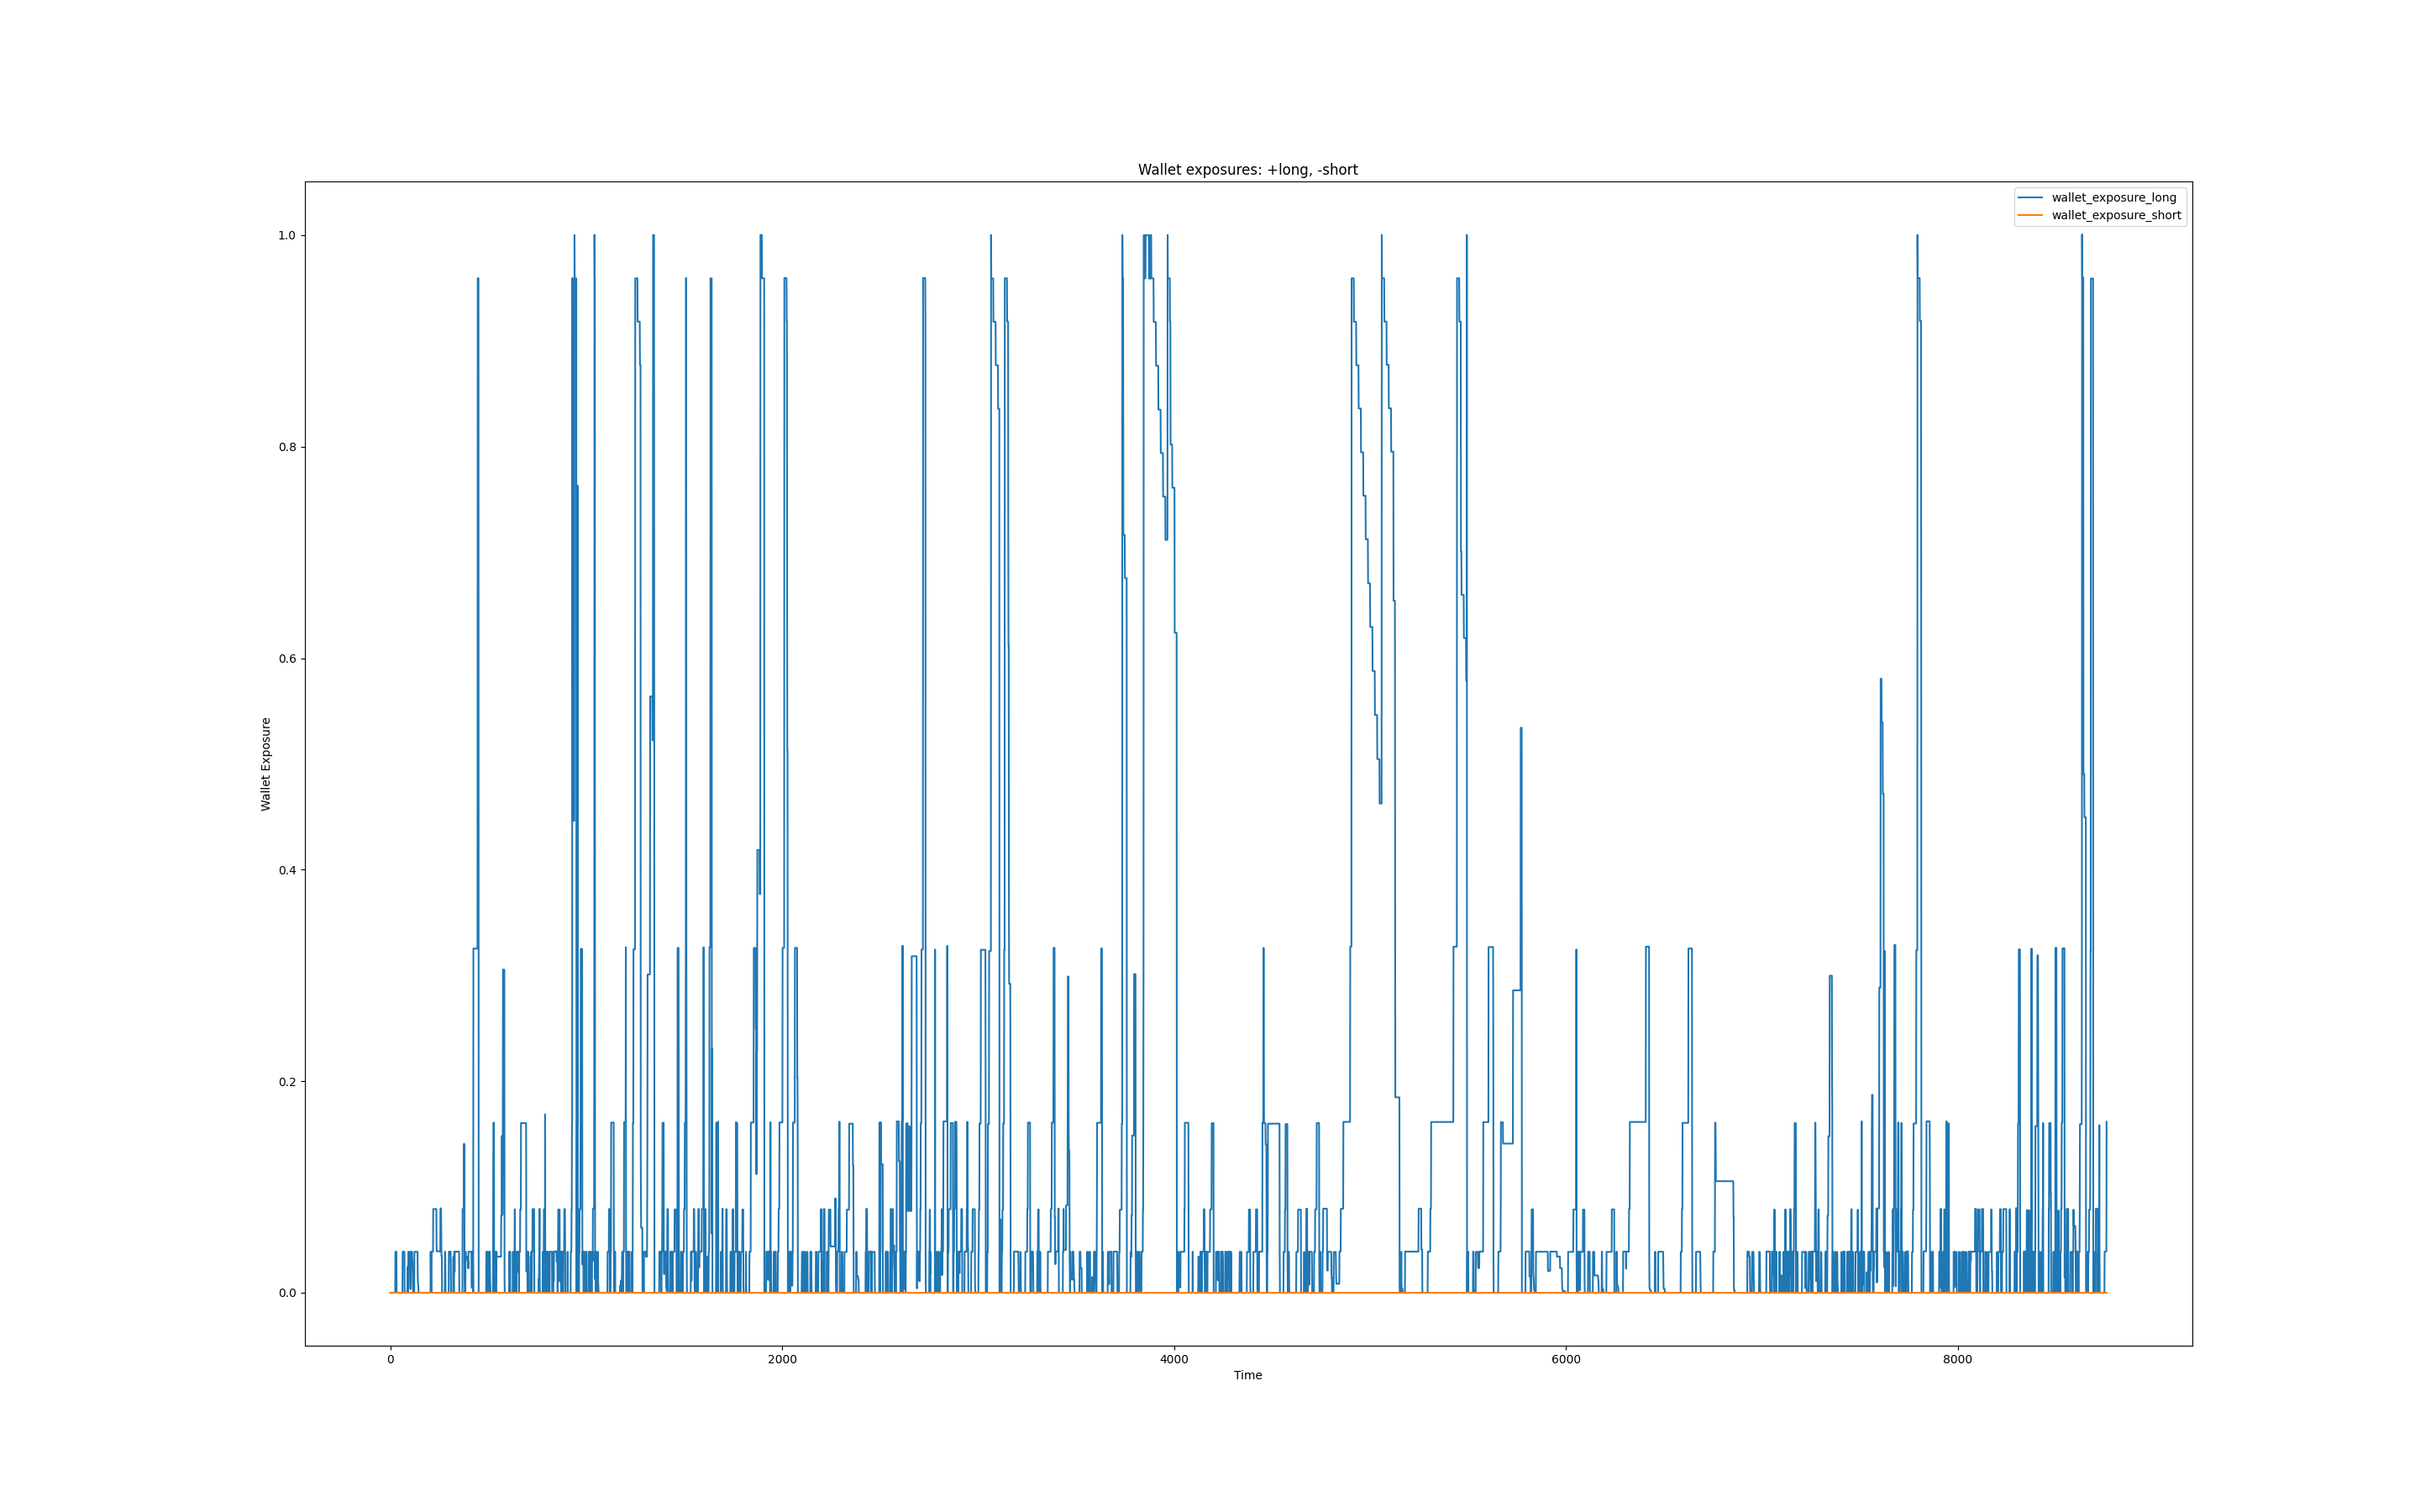 Wallet exposures: +long, -short
wallet_exposure_long
wallet_exposure_short
1.0
0.8
0.6
0.4
0.2
0.0
Wallet Exposure
0 2000 4000 6000 8000
Time